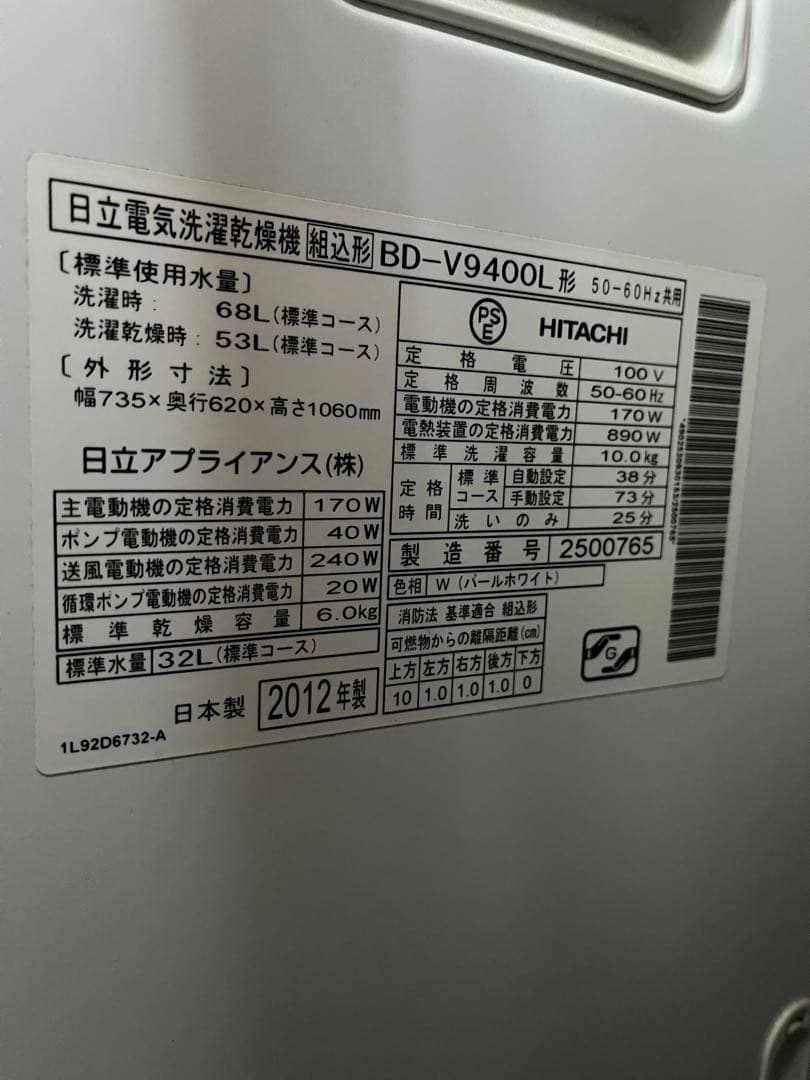 日立電気洗濯乾燥機 組込形 BD-V9400L形 50-60Hz共用
〔標準使用水量〕
洗濯時: 68L(標準コース)
洗濯乾燥時: 53L(標準コース)
〔外形寸法〕
幅735×奥行620×高さ1060mm
日立アプライアンス(株)
主電動機の定格消費電力 170W
ポンプ電動機の定格消費電力 40W
送風電動機の定格消費電力 240W
循環ポンプ電動機の定格消費電力 20W
標準乾燥容量 6.0kg
標準水量 32L(標準コース)
日本製 2012年製
1L92D6732-A
PSE HITACHI
定格電圧 100V
定格周波数 50-60Hz
電動機の定格消費電力 170W
電熱装置の定格消費電力 890W
標準洗濯容量 10.0kg
定格時間 標準コース 自動設定 38分
手動設定 73分
洗いのみ 25分
製造番号 2500765
色相 W(パールホワイト)
消防法 基準適合 組込形
可燃物からの離隔距離(cm)
上方 左方 右方 後方 下方
10 1.0 1.0 1.0 0
G